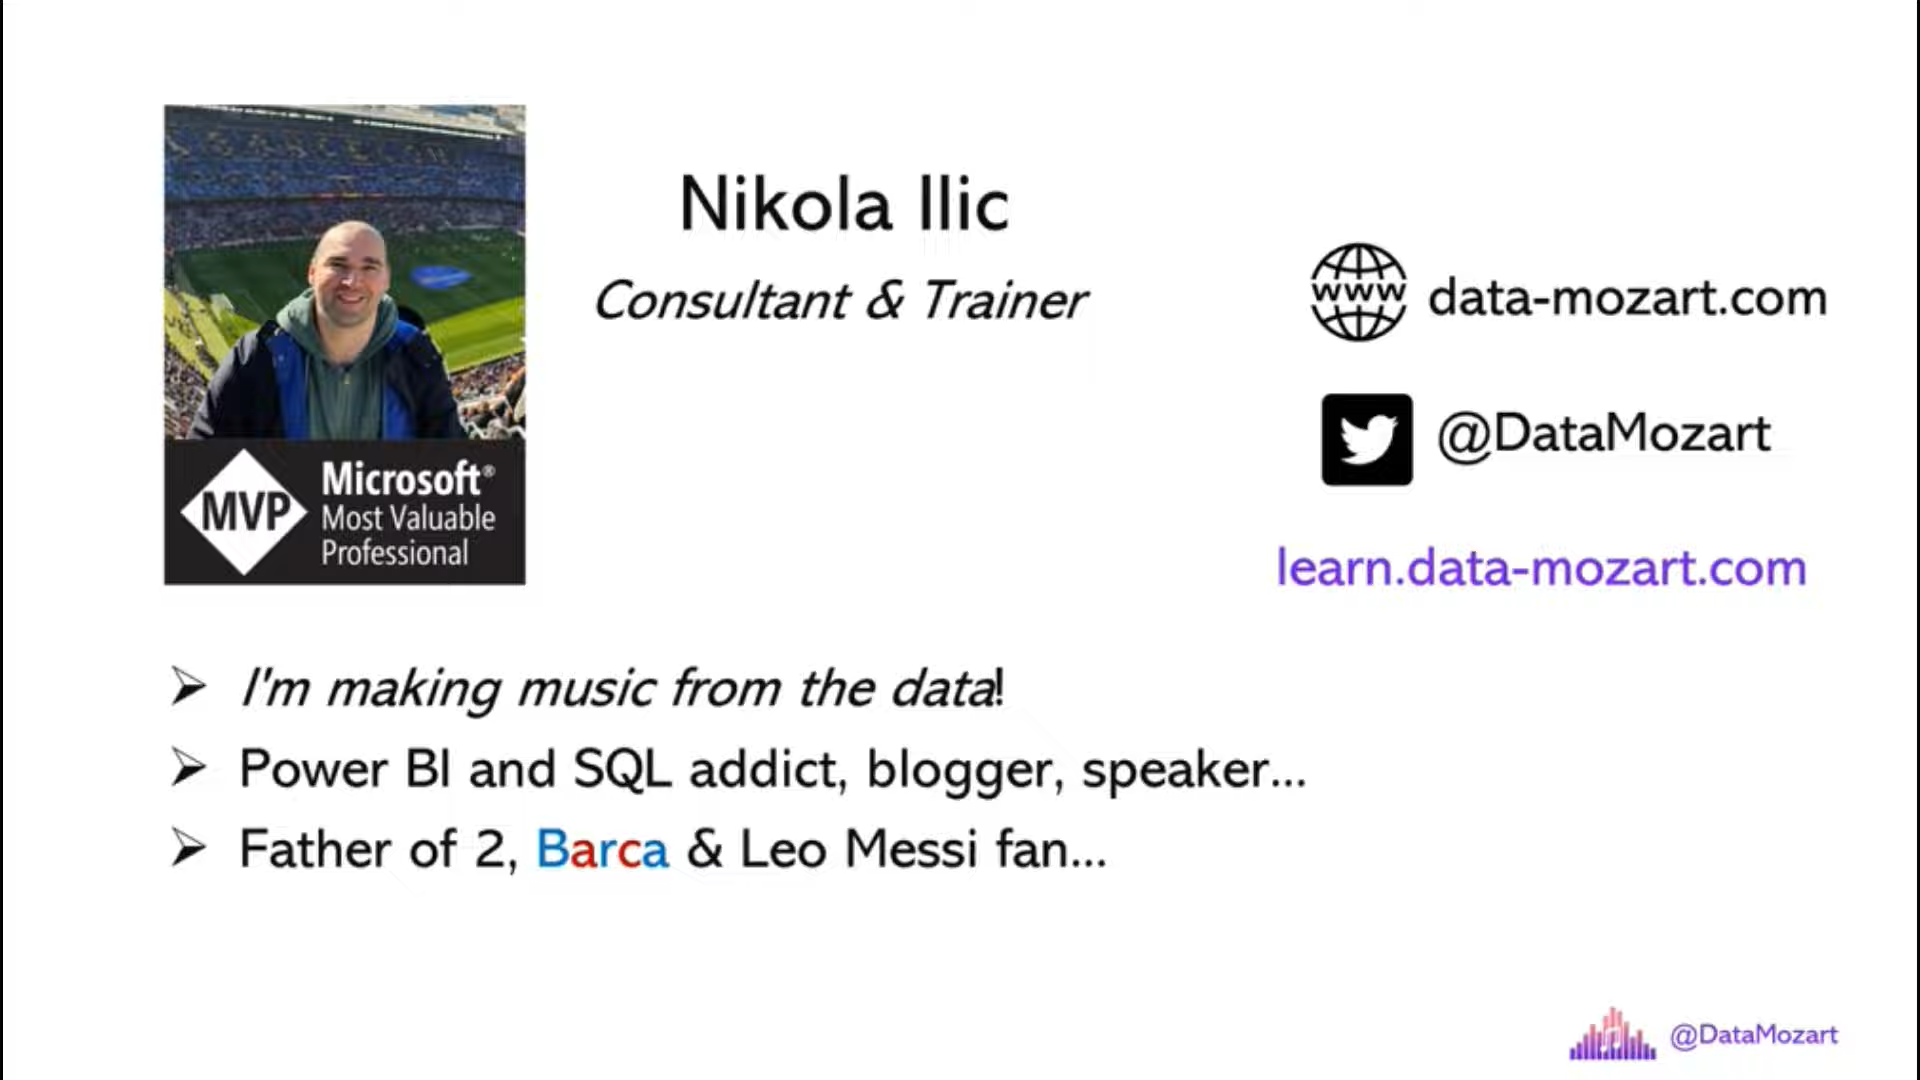 Nikola Ilic
Consultant & Trainer
MVP
Microsoft®
Most Valuable
Professional
www
data-mozart.com
@DataMozart
learn.data-mozart.com
➢ I'm making music from the data!
➢ Power BI and SQL addict, blogger, speaker...
➢ Father of 2, Barca & Leo Messi fan...
@DataMozart